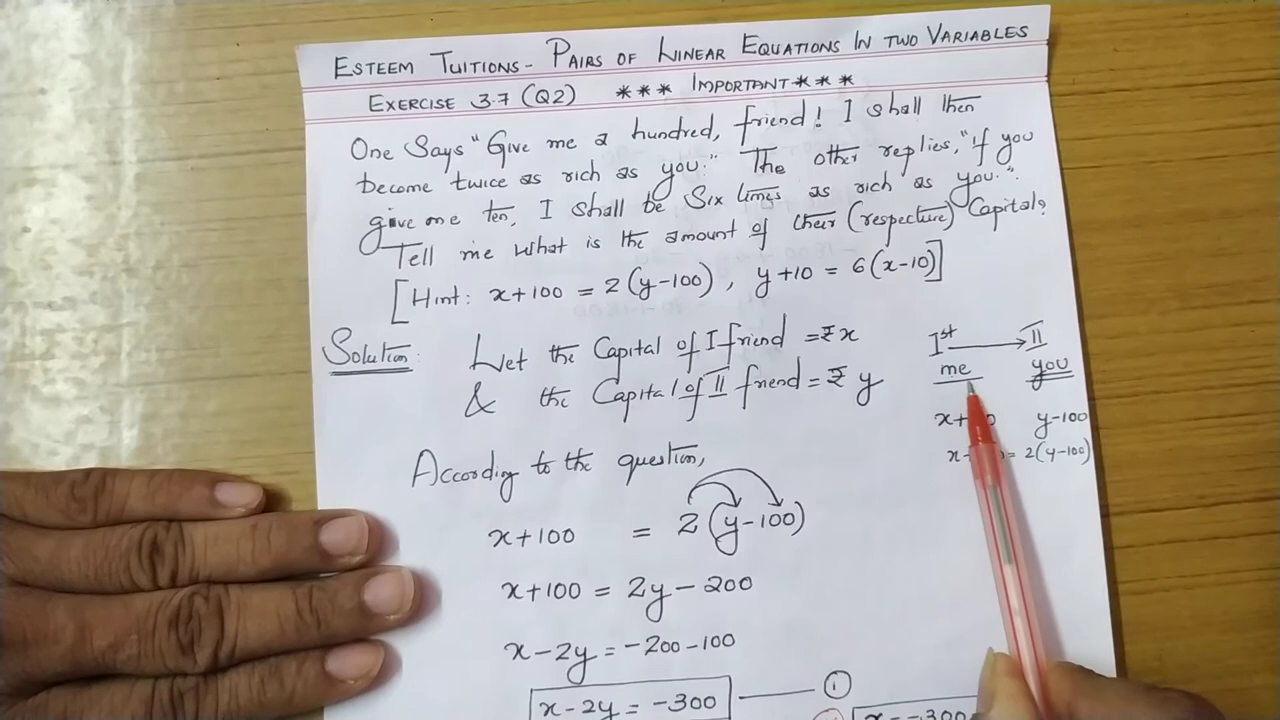 ESTEEM TUITIONS - PAIRS OF LINEAR EQUATIONS IN TWO VARIABLES
EXERCISE 3.7 (Q2) *** IMPORTANT***
One Says "Give me a hundred, friend! I shall then
become twice as rich as you." The other replies, "if you
give me ten, I shall be Six times as rich as you."
Tell me what is the amount of their (respective) Capital?
[Hint: x+100 = 2(y-100), y+10 = 6(x-10)]
Solution: Let the Capital of I friend = ₹ x
& the Capital of II friend = ₹ y
Ist → II
me you
y-100
= 2(y-100)
According to the question,
x+100 = 2(y-100)
x+100 = 2y-200
x-2y = -200-100
x-2y = -300 — ①